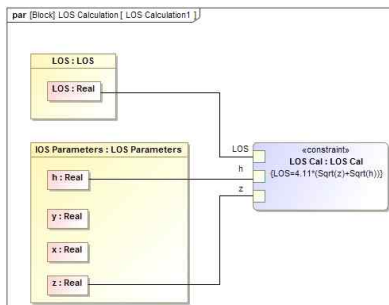 par [Block] LOS Calculation [ LOS Calculation1 ]
LOS : LOS
LOS : Real
IOS Parameters : LOS Parameters
h : Real
y : Real
x : Real
z : Real
LOS
h
z
«constraint»
LOS Cal : LOS Cal
{LOS=4.11*(Sqrt(z)+Sqrt(h))}